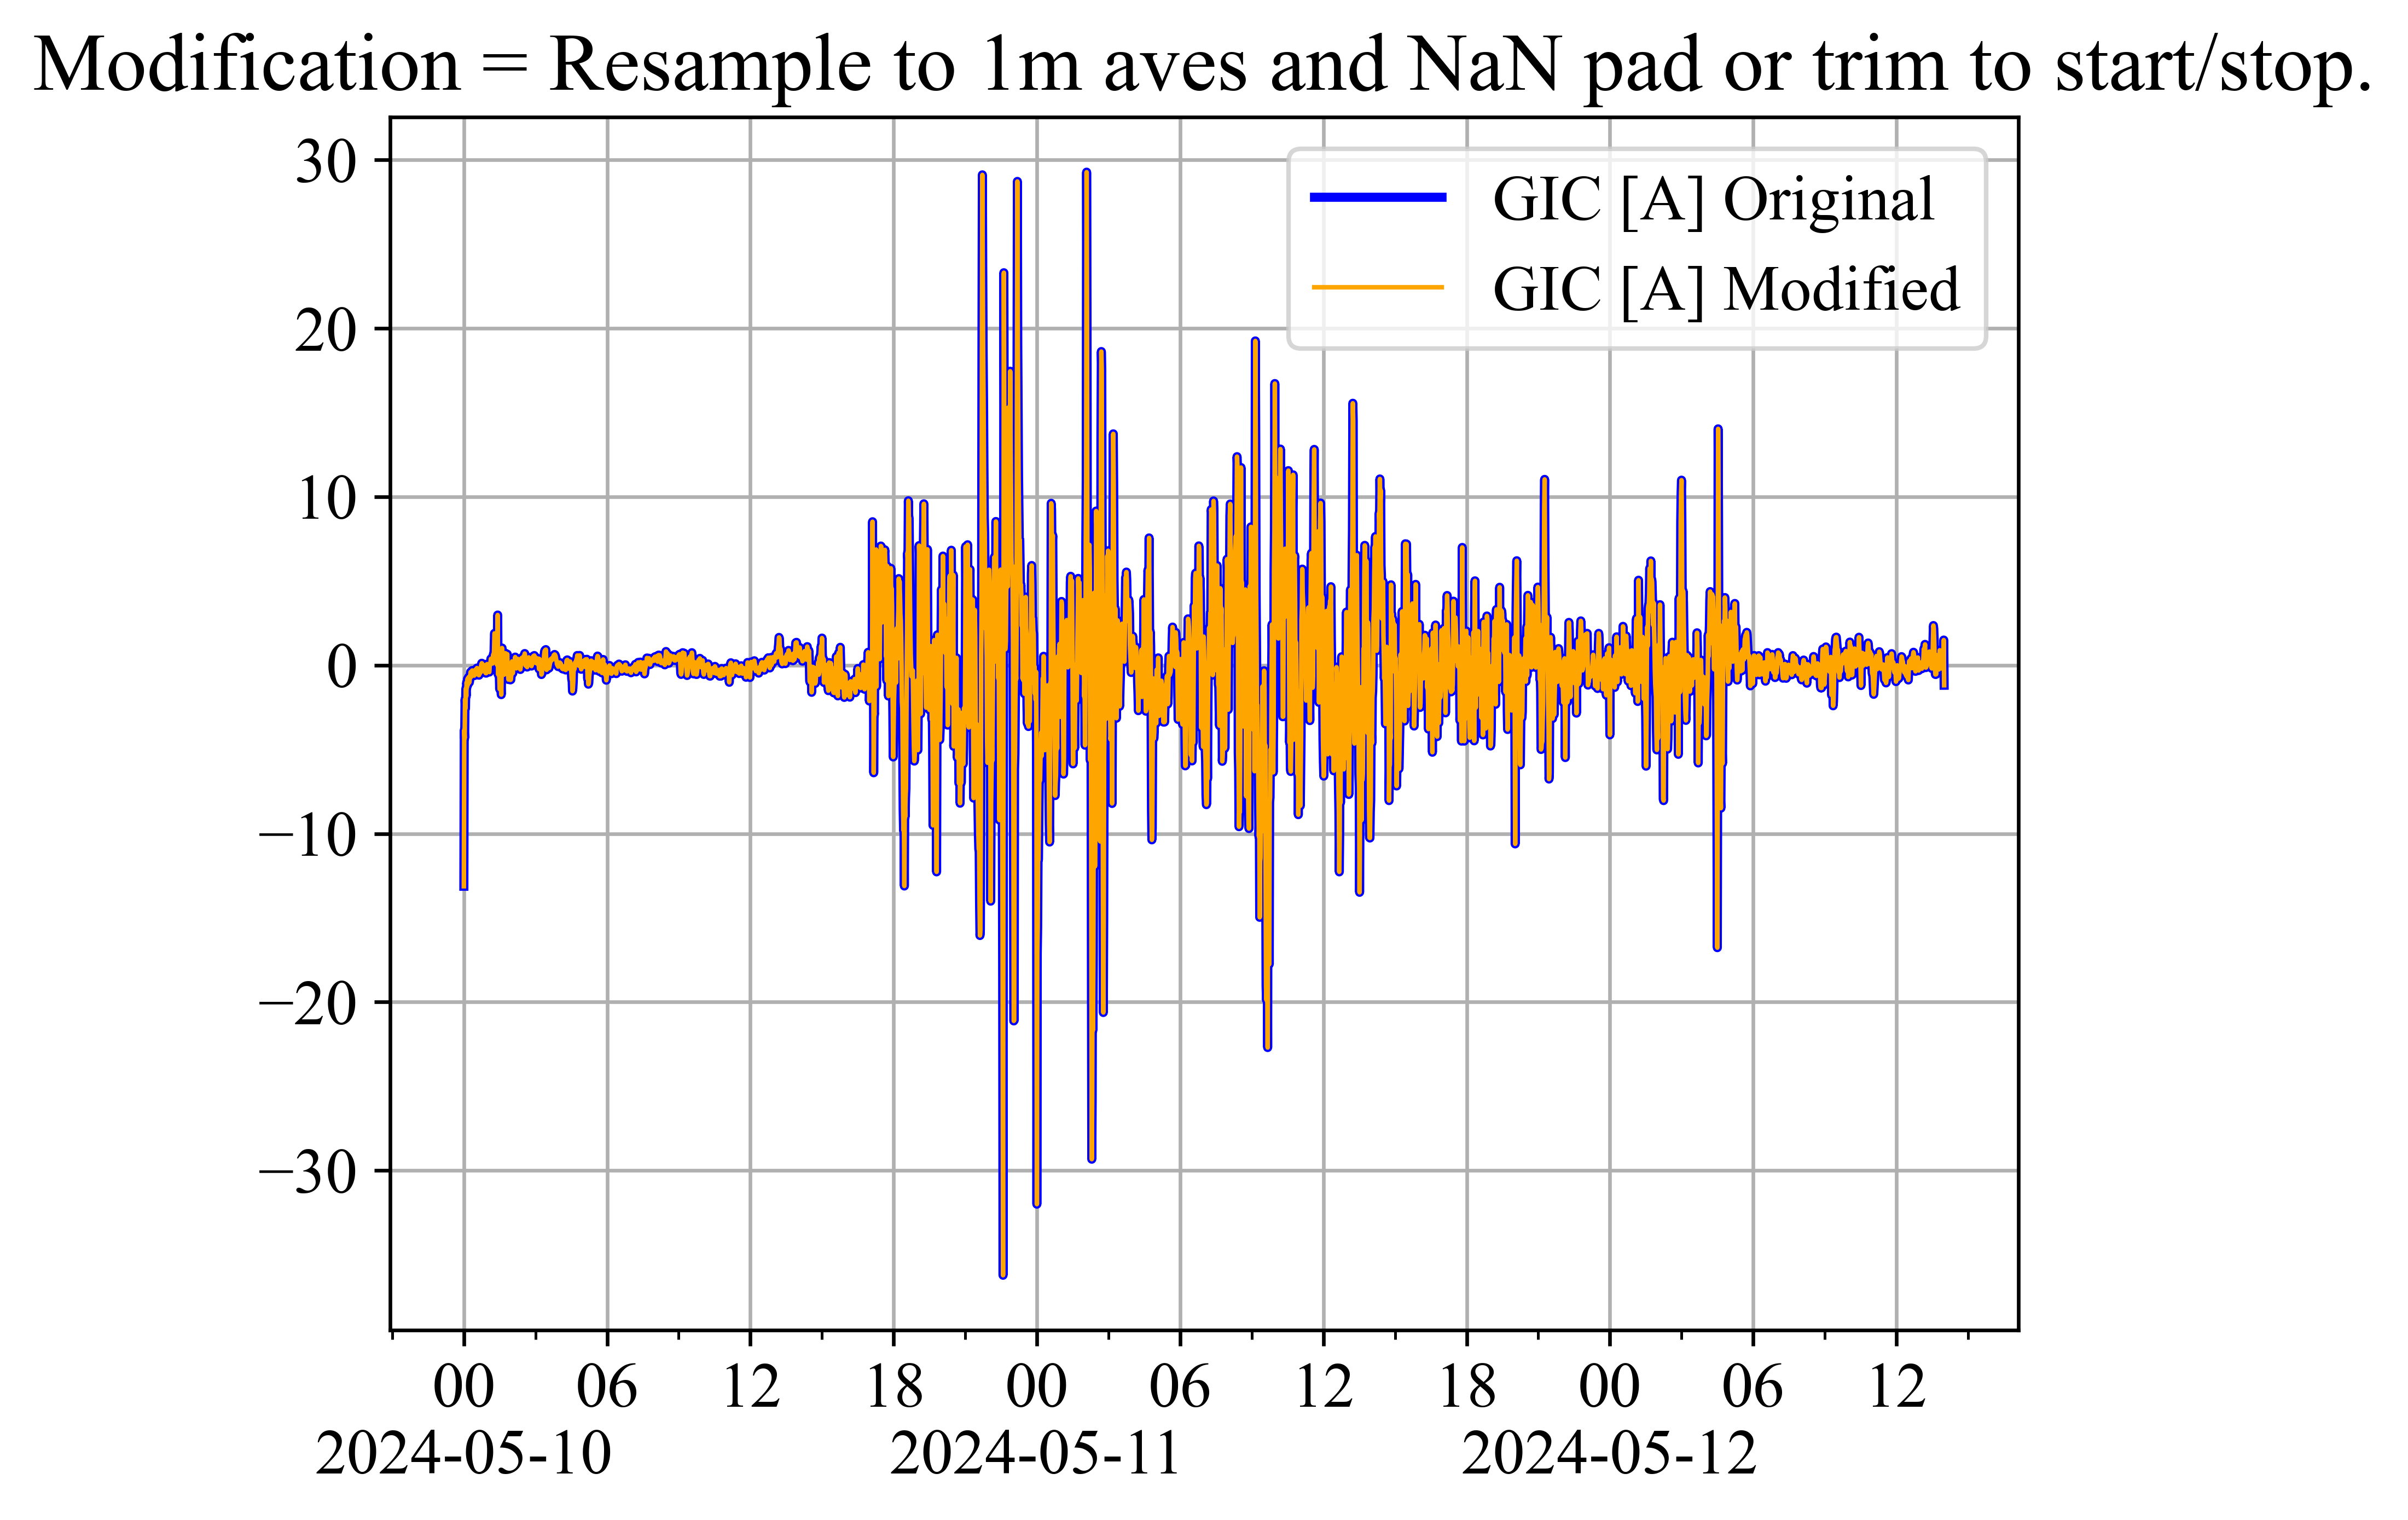 Modification = Resample to 1m aves and NaN pad or trim to start/stop.
GIC [A] Original
GIC [A] Modified
30
20
10
0
−10
−20
−30
00 06 12 18 00 06 12 18 00 06 12
2024-05-10 2024-05-11 2024-05-12